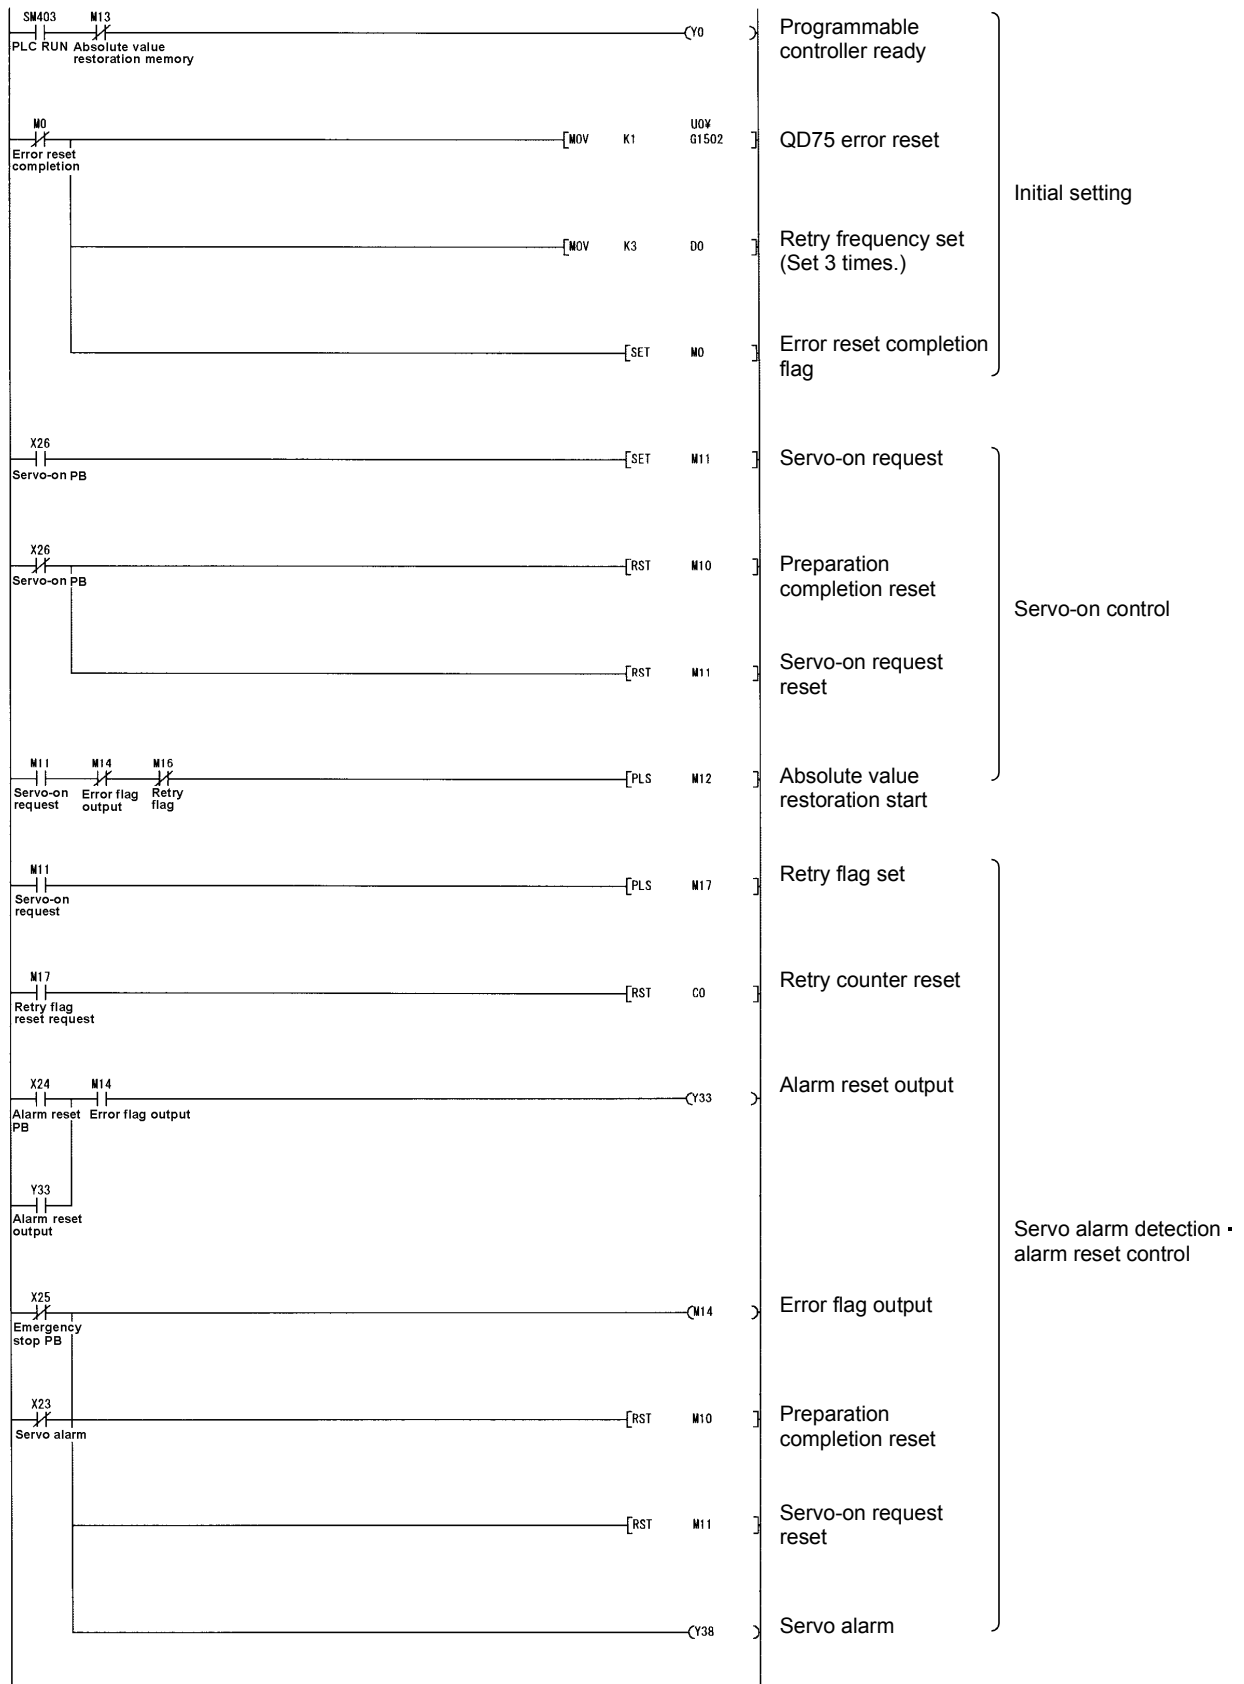 SM403 M13
Y0
Programmable
controller ready
PLC RUN Absolute value
restoration memory
M0
MOV K1 U0¥
G1502
QD75 error reset
Error reset
completion
Initial setting
MOV K3 D0
Retry frequency set
(Set 3 times.)
SET M0
Error reset completion
flag
X26
SET M11
Servo-on request
Servo-on PB
X26
RST M10
Preparation
completion reset
Servo-on PB
Servo-on control
RST M11
Servo-on request
reset
M11 M14 M16
PLS M12
Absolute value
restoration start
Servo-on
request
Error flag
output
Retry
flag
M11
PLS M17
Retry flag set
Servo-on
request
M17
RST C0
Retry counter reset
Retry flag
reset request
X24 M14
Y33
Alarm reset output
Alarm reset
PB
Error flag output
Y33
Alarm reset
output
Servo alarm detection ·
alarm reset control
X25
M14
Error flag output
Emergency
stop PB
X23
RST M10
Preparation
completion reset
Servo alarm
RST M11
Servo-on request
reset
Y38
Servo alarm